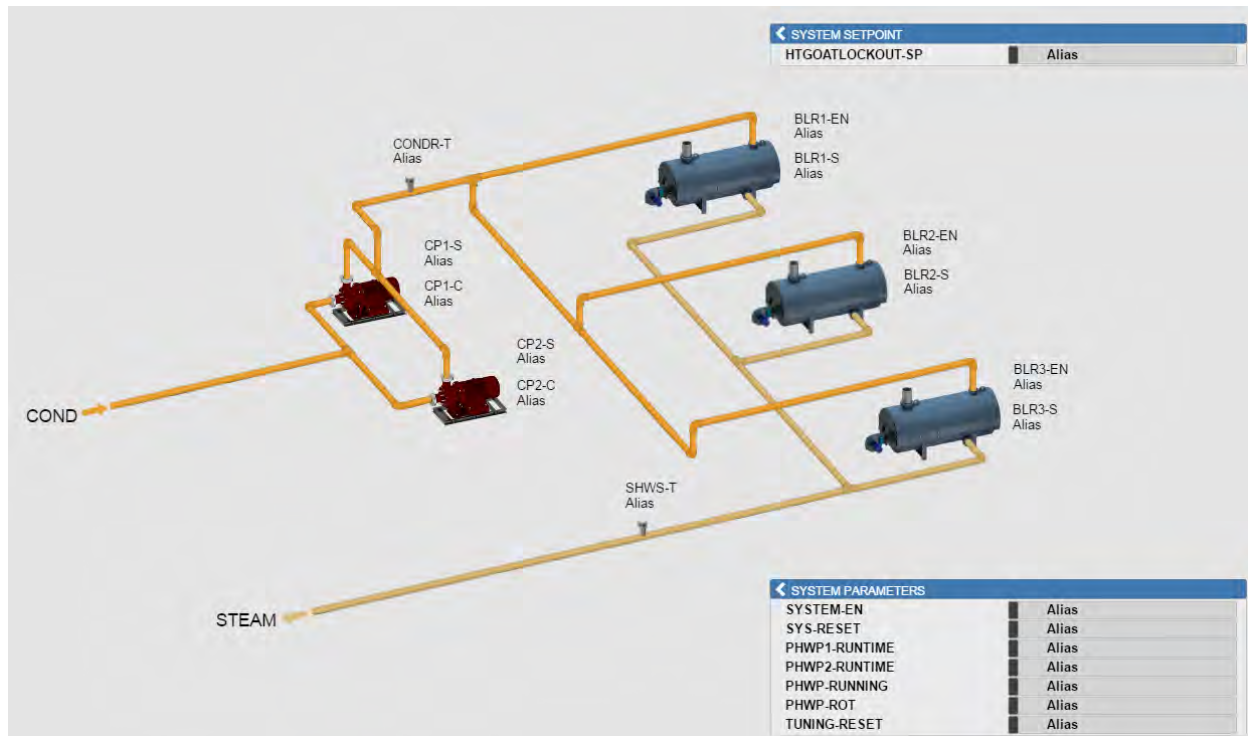 SYSTEM SETPOINT
HTGOATLOCKOUT-SP Alias
BLR1-EN
Alias
BLR1-S
Alias
CONDR-T
Alias
BLR2-EN
Alias
BLR2-S
Alias
CP1-S
Alias
CP1-C
Alias
CP2-S
Alias
CP2-C
Alias
BLR3-EN
Alias
BLR3-S
Alias
COND
SHWS-T
Alias
STEAM
SYSTEM PARAMETERS
SYSTEM-EN Alias
SYS-RESET Alias
PHWP1-RUNTIME Alias
PHWP2-RUNTIME Alias
PHWP-RUNNING Alias
PHWP-ROT Alias
TUNING-RESET Alias